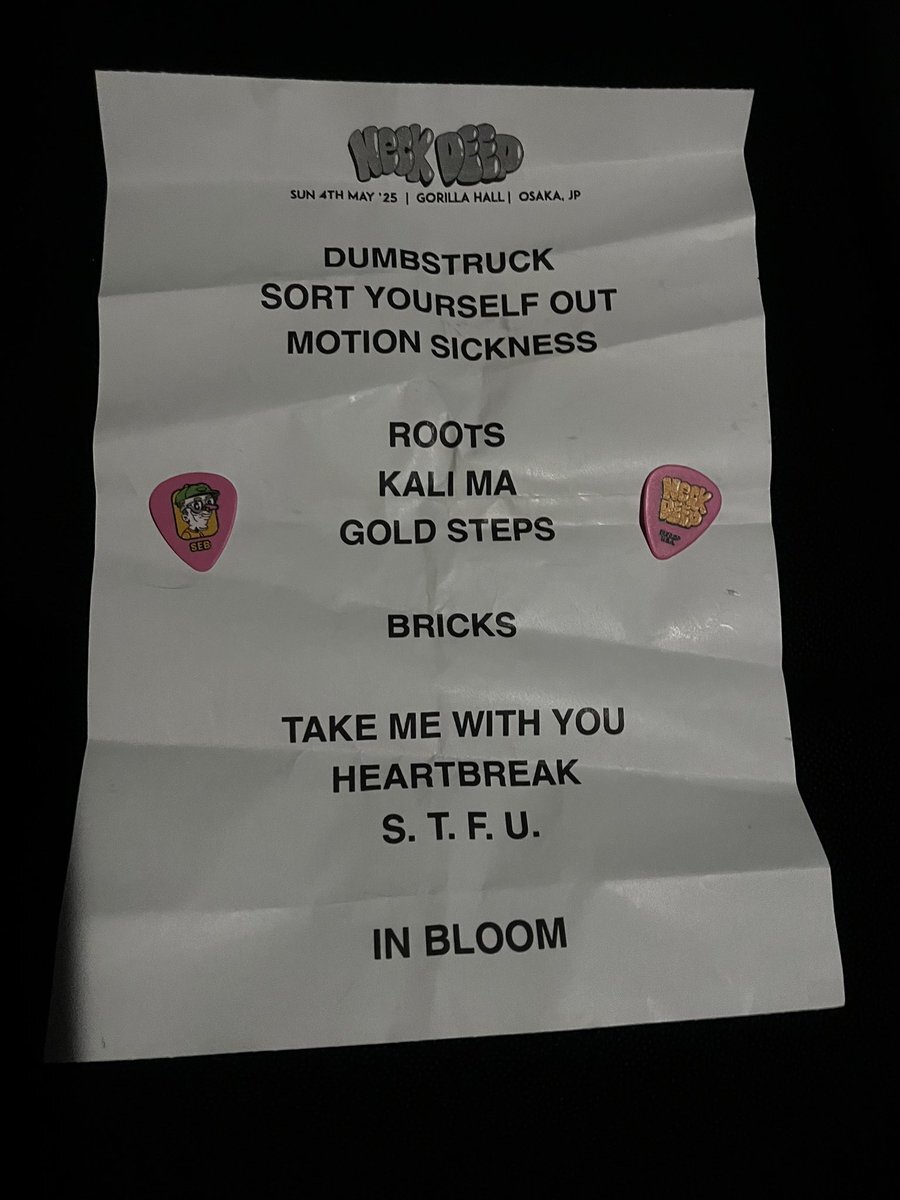 NECK DEEP
SUN 4TH MAY '25 | GORILLA HALL | OSAKA, JP
DUMBSTRUCK
SORT YOURSELF OUT
MOTION SICKNESS
ROOTS
KALI MA
GOLD STEPS
SEB
NECK
DEEP
BRICKS
TAKE ME WITH YOU
HEARTBREAK
S. T. F. U.
IN BLOOM